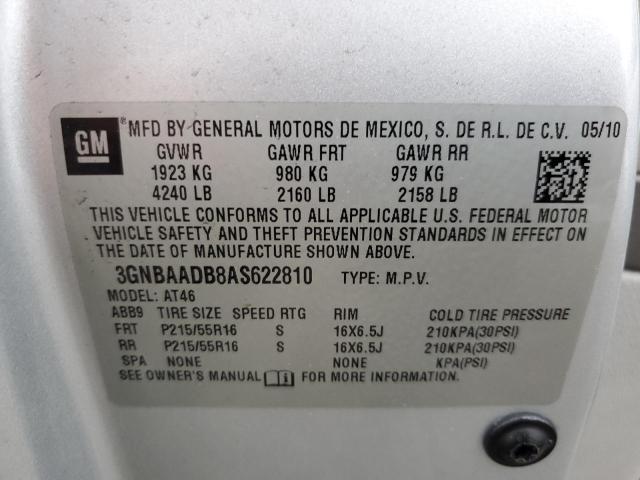 GM ® MFD BY GENERAL MOTORS DE MEXICO, S. DE R.L. DE C.V. 05/10
GVWR GAWR FRT GAWR RR
1923 KG 980 KG 979 KG
4240 LB 2160 LB 2158 LB
THIS VEHICLE CONFORMS TO ALL APPLICABLE U.S. FEDERAL MOTOR
VEHICLE SAFETY AND THEFT PREVENTION STANDARDS IN EFFECT ON
THE DATE OF MANUFACTURE SHOWN ABOVE.
3GNBAADB8AS622810 TYPE: M.P.V.
MODEL: AT46
ABB9 TIRE SIZE SPEED RTG RIM COLD TIRE PRESSURE
FRT P215/55R16 S 16X6.5J 210KPA(30PSI)
RR P215/55R16 S 16X6.5J 210KPA(30PSI)
SPA NONE NONE KPA(PSI)
SEE OWNER'S MANUAL FOR MORE INFORMATION.